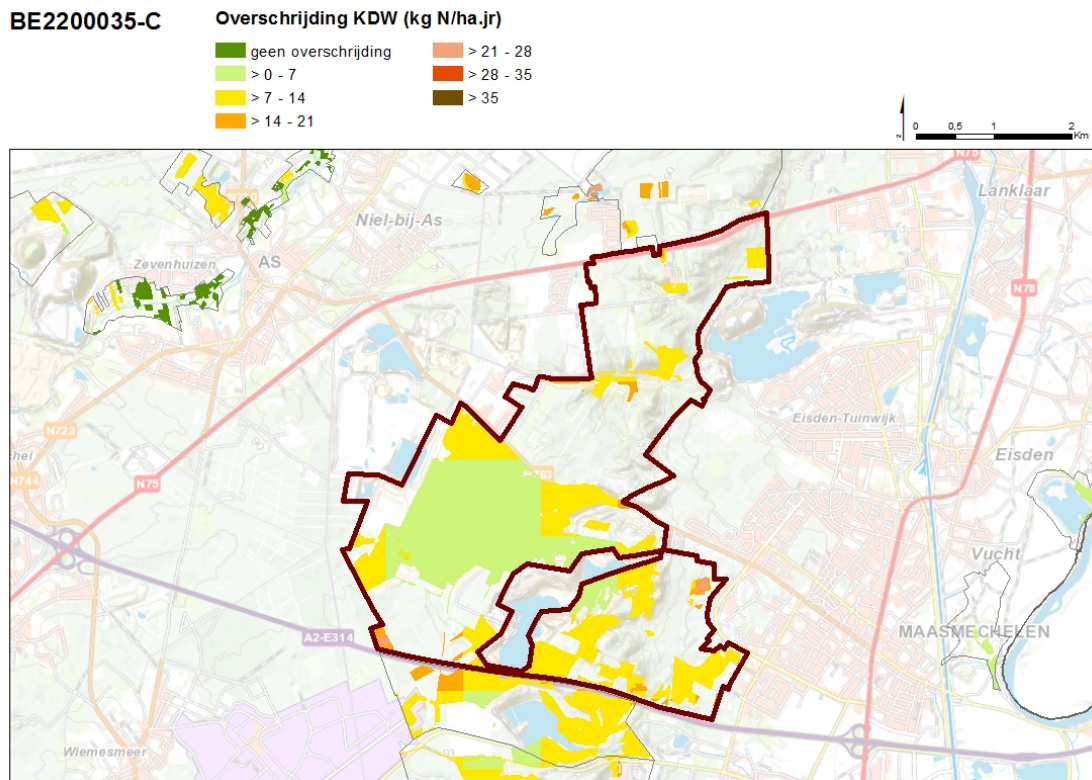 BE2200035-C
Overschrijding KDW (kg N/ha.jr)
geen overschrijding
> 0 - 7
> 7 - 14
> 14 - 21
> 21 - 28
> 28 - 35
> 35
z
0 0,5 1 2
Km
N75
Lanklaar
Niel-bij-As
Zevenhuizen
AS
N78
Eisden-Tuinwijk
N723
Eisden
N744
N75
Vucht
A2-E314
MAASMECHELEN
Wiemesmeer